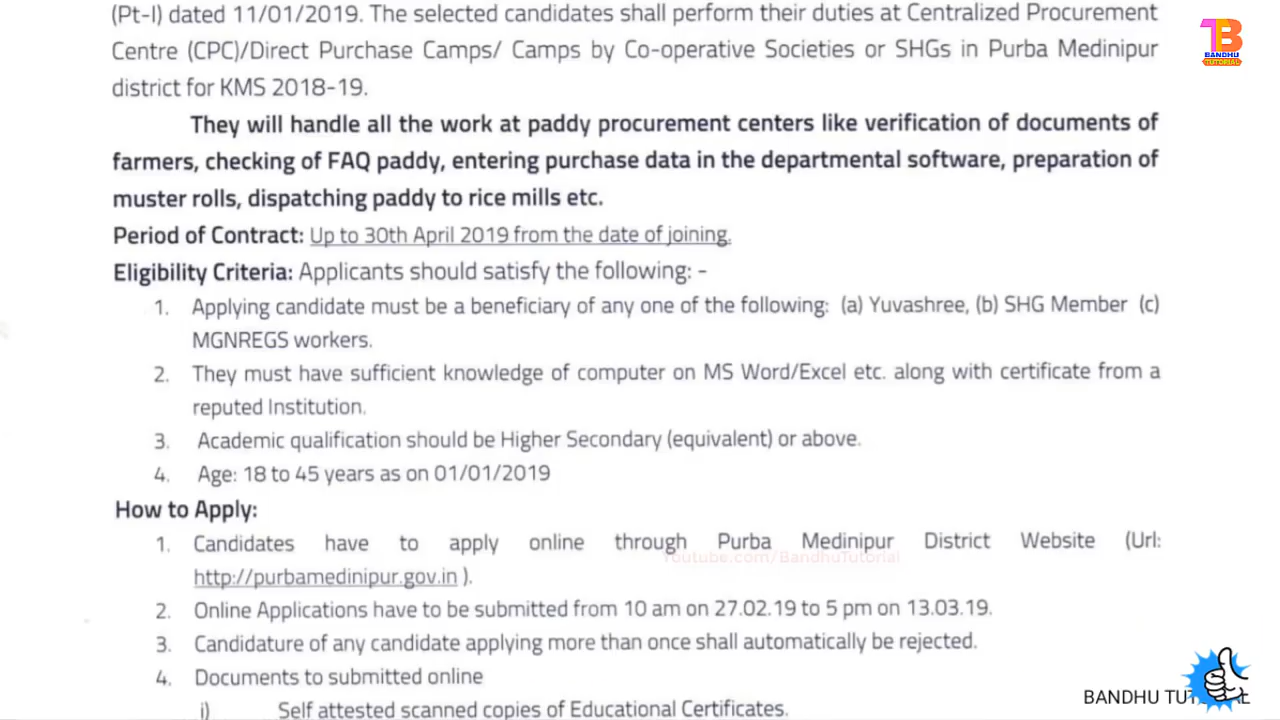 (Pt-I) dated 11/01/2019. The selected candidates shall perform their duties at Centralized Procurement
Centre (CPC)/Direct Purchase Camps/ Camps by Co-operative Societies or SHGs in Purba Medinipur
district for KMS 2018-19.
They will handle all the work at paddy procurement centers like verification of documents of
farmers, checking of FAQ paddy, entering purchase data in the departmental software, preparation of
muster rolls, dispatching paddy to rice mills etc.
Period of Contract: Up to 30th April 2019 from the date of joining.
Eligibility Criteria: Applicants should satisfy the following: -
1. Applying candidate must be a beneficiary of any one of the following: (a) Yuvashree, (b) SHG Member (c)
MGNREGS workers.
2. They must have sufficient knowledge of computer on MS Word/Excel etc. along with certificate from a
reputed Institution.
3. Academic qualification should be Higher Secondary (equivalent) or above.
4. Age: 18 to 45 years as on 01/01/2019
How to Apply:
1. Candidates have to apply online through Purba Medinipur District Website (Url:
http://purbamedinipur.gov.in ).
2. Online Applications have to be submitted from 10 am on 27.02.19 to 5 pm on 13.03.19.
3. Candidature of any candidate applying more than once shall automatically be rejected.
4. Documents to submitted online
i) Self attested scanned copies of Educational Certificates.
Youtube.com/BandhuTutorial
TB
BANDHU
TUTORIAL
BANDHU